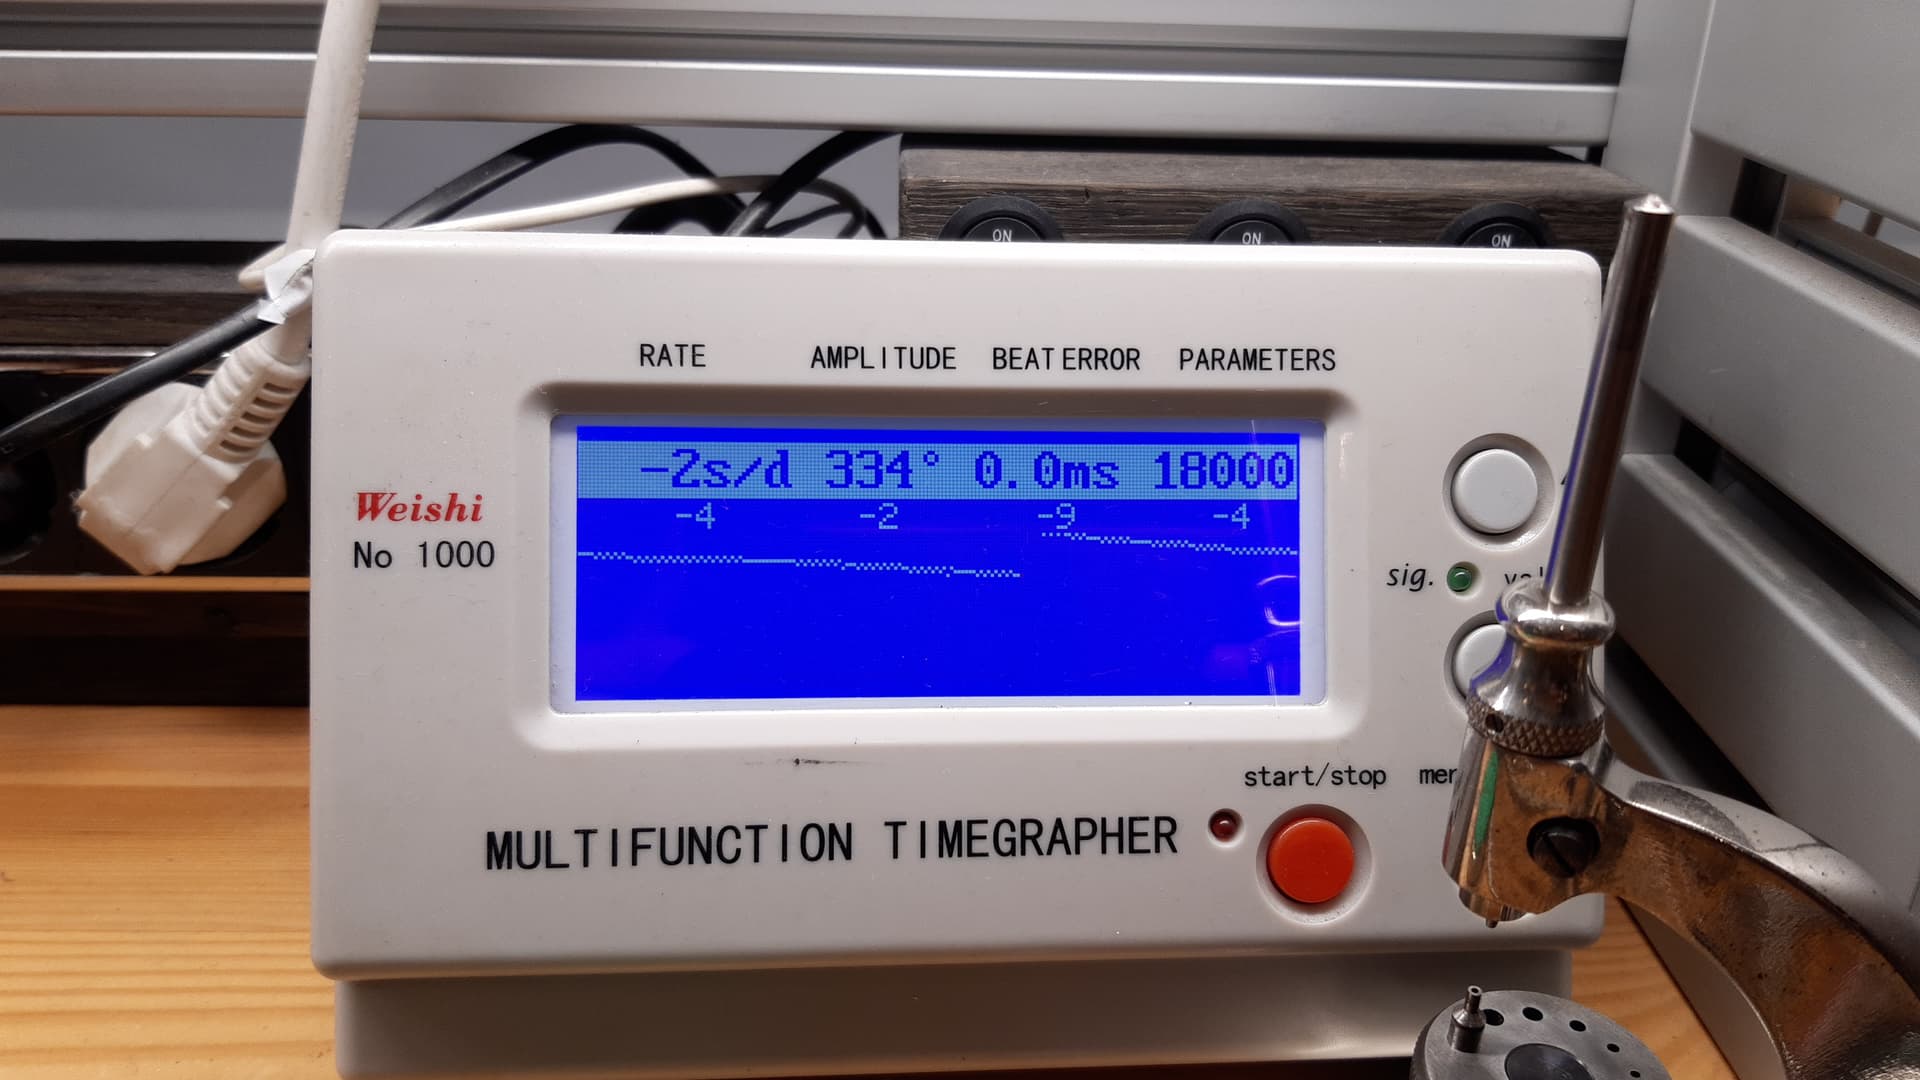 ON ON ON
RATE AMPLITUDE BEAT ERROR PARAMETERS
-2s/d 334° 0.0ms 18000
-4 -2 -9 -4
Weishi
No 1000
sig.
start/stop
MULTIFUNCTION TIMEGRAPHER